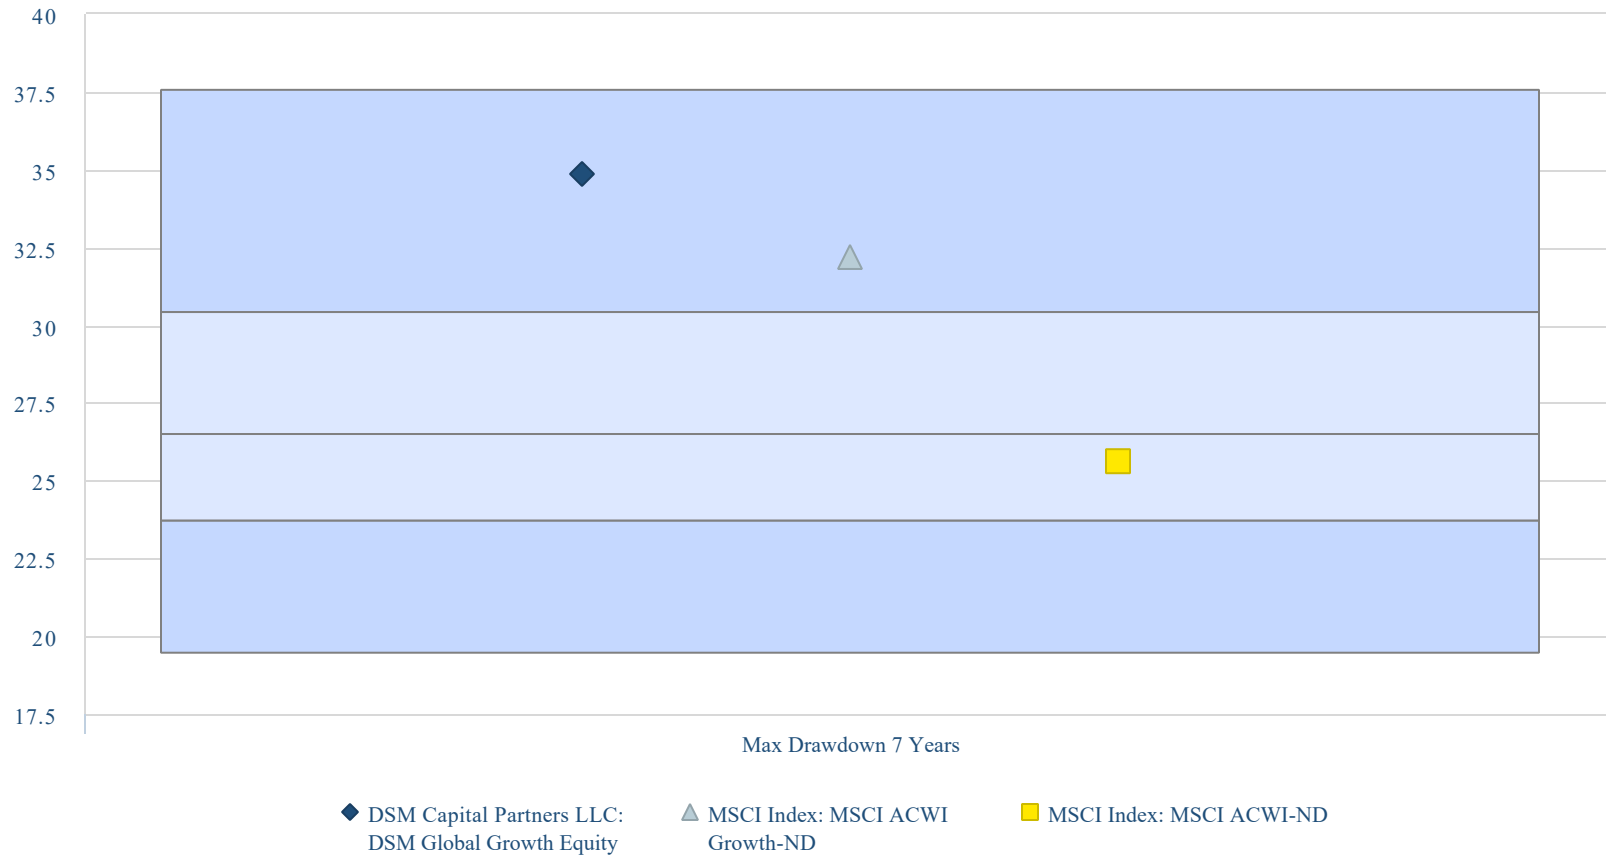 40
37.5
35
32.5
30
27.5
25
22.5
20
17.5
Max Drawdown 7 Years
DSM Capital Partners LLC:
DSM Global Growth Equity
MSCI Index: MSCI ACWI
Growth-ND
MSCI Index: MSCI ACWI-ND